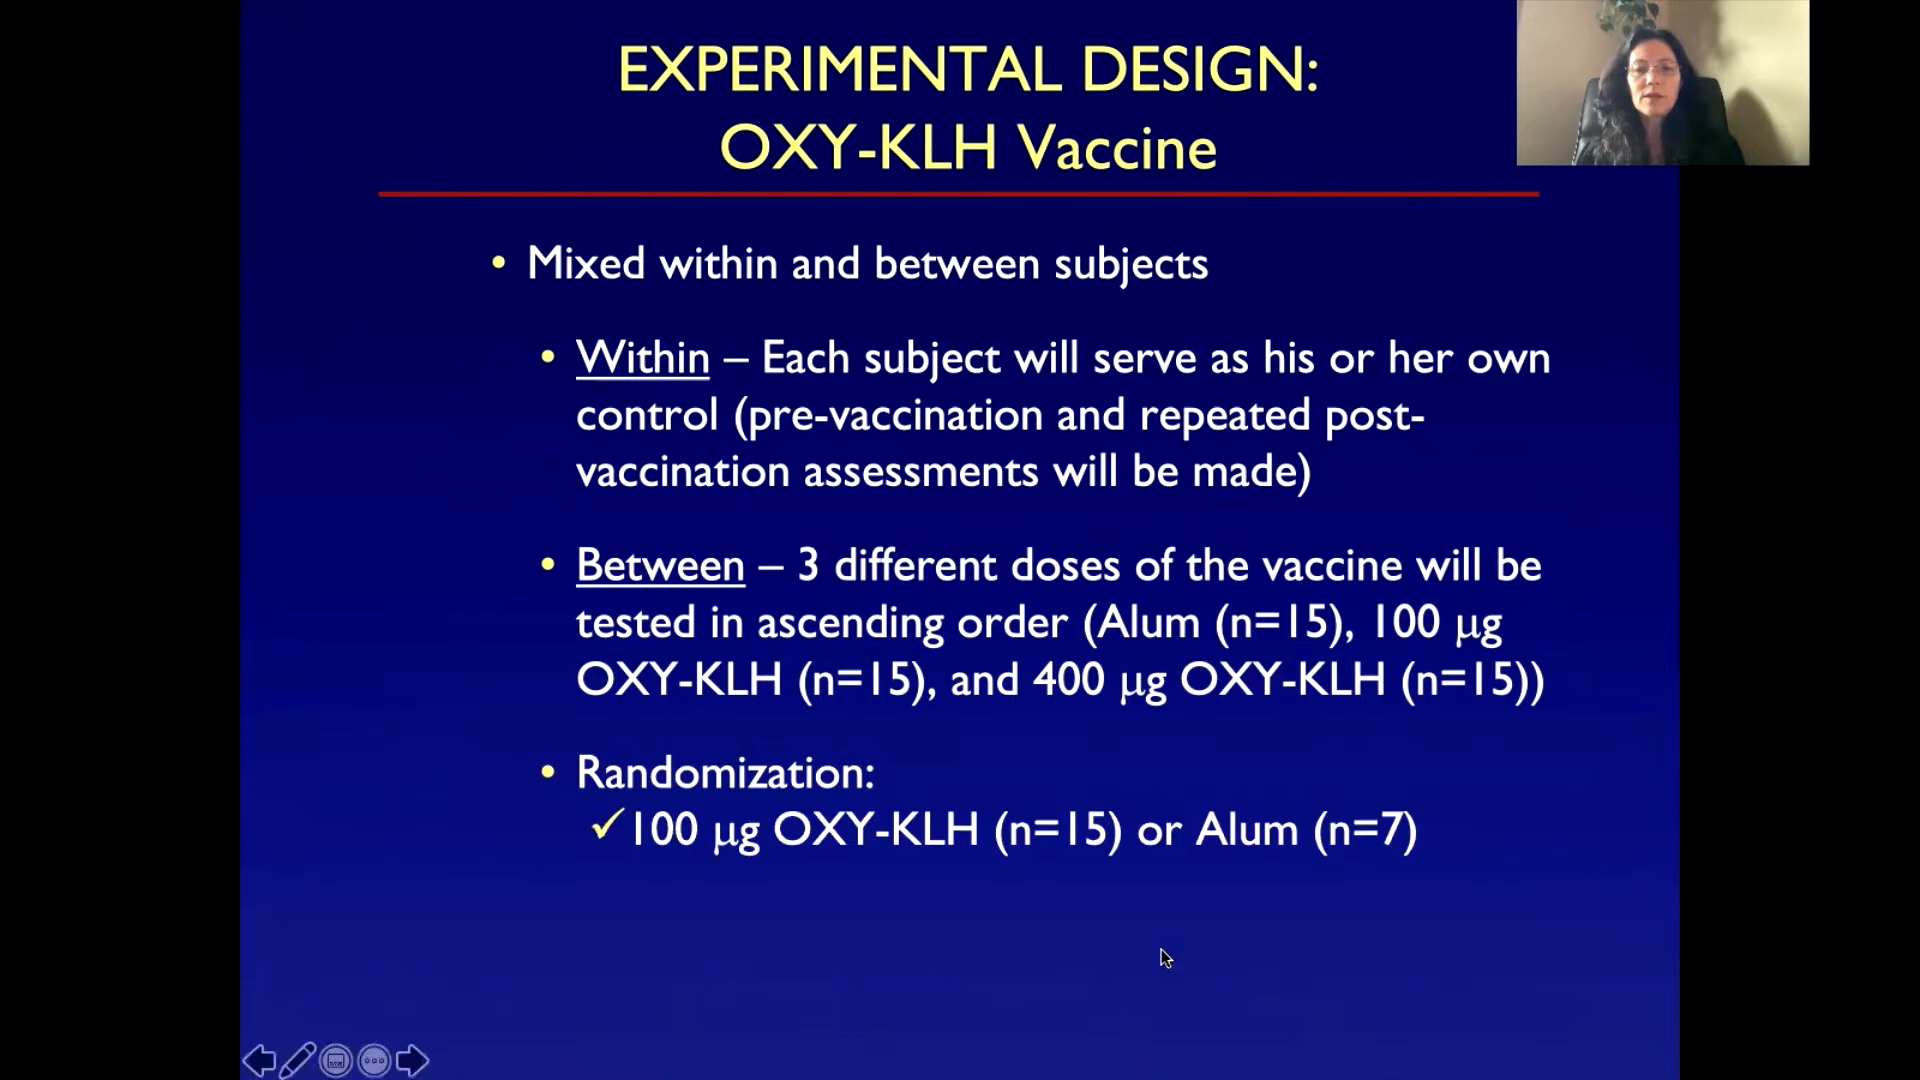 EXPERIMENTAL DESIGN:
OXY-KLH Vaccine
• Mixed within and between subjects
• Within – Each subject will serve as his or her own
control (pre-vaccination and repeated post-
vaccination assessments will be made)
• Between – 3 different doses of the vaccine will be
tested in ascending order (Alum (n=15), 100 µg
OXY-KLH (n=15), and 400 µg OXY-KLH (n=15))
• Randomization:
✓100 µg OXY-KLH (n=15) or Alum (n=7)